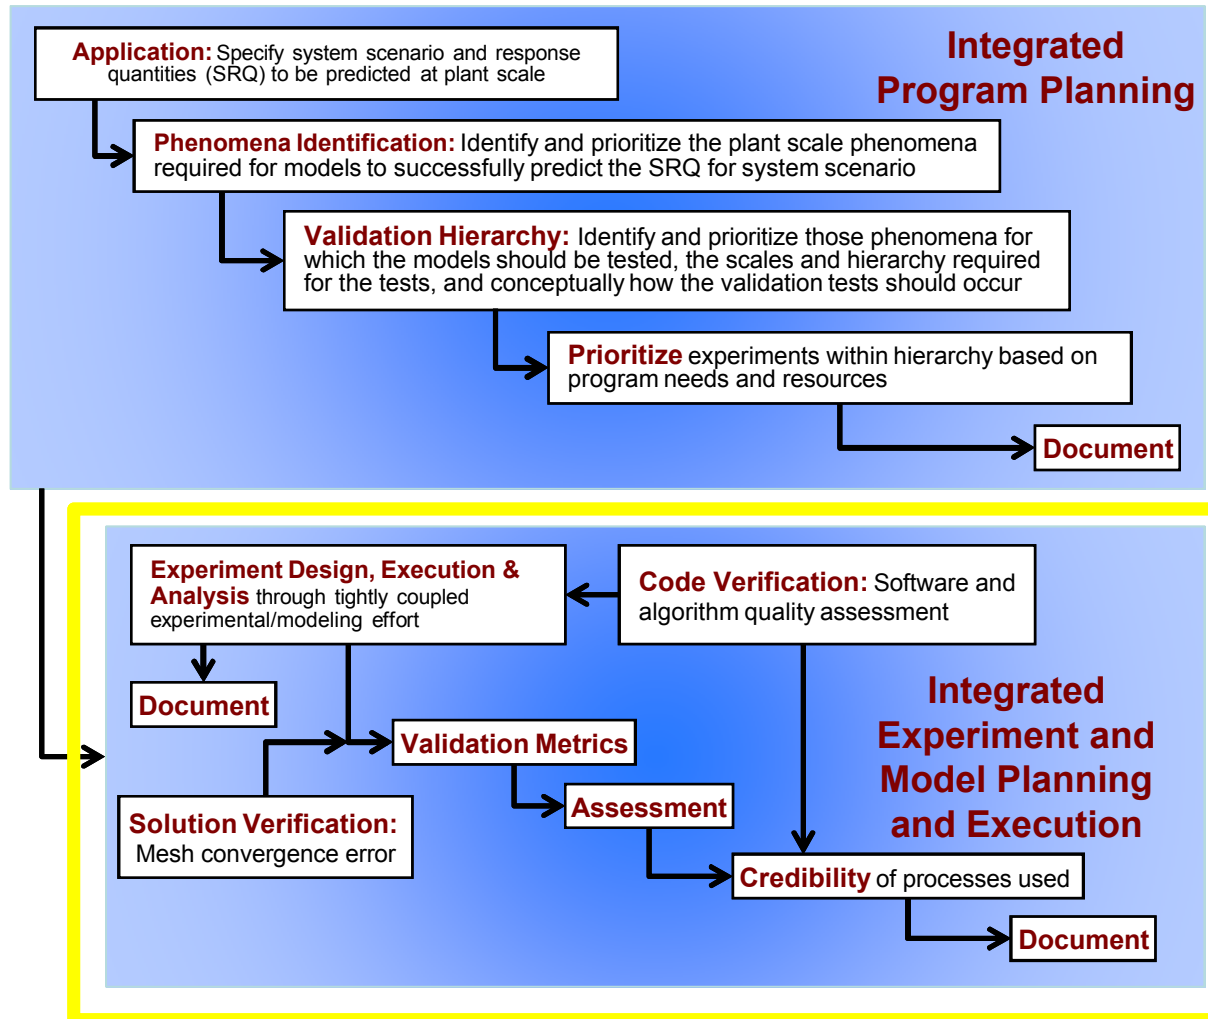 Integrated
Program Planning
Application: Specify system scenario and response
quantities (SRQ) to be predicted at plant scale
Phenomena Identification: Identify and prioritize the plant scale phenomena
required for models to successfully predict the SRQ for system scenario
Validation Hierarchy: Identify and prioritize those phenomena for
which the models should be tested, the scales and hierarchy required
for the tests, and conceptually how the validation tests should occur
Prioritize experiments within hierarchy based on
program needs and resources
Document
Experiment Design, Execution &
Analysis through tightly coupled
experimental/modeling effort
Code Verification: Software and
algorithm quality assessment
Document
Validation Metrics
Solution Verification:
Mesh convergence error
Assessment
Integrated
Experiment and
Model Planning
and Execution
Credibility of processes used
Document